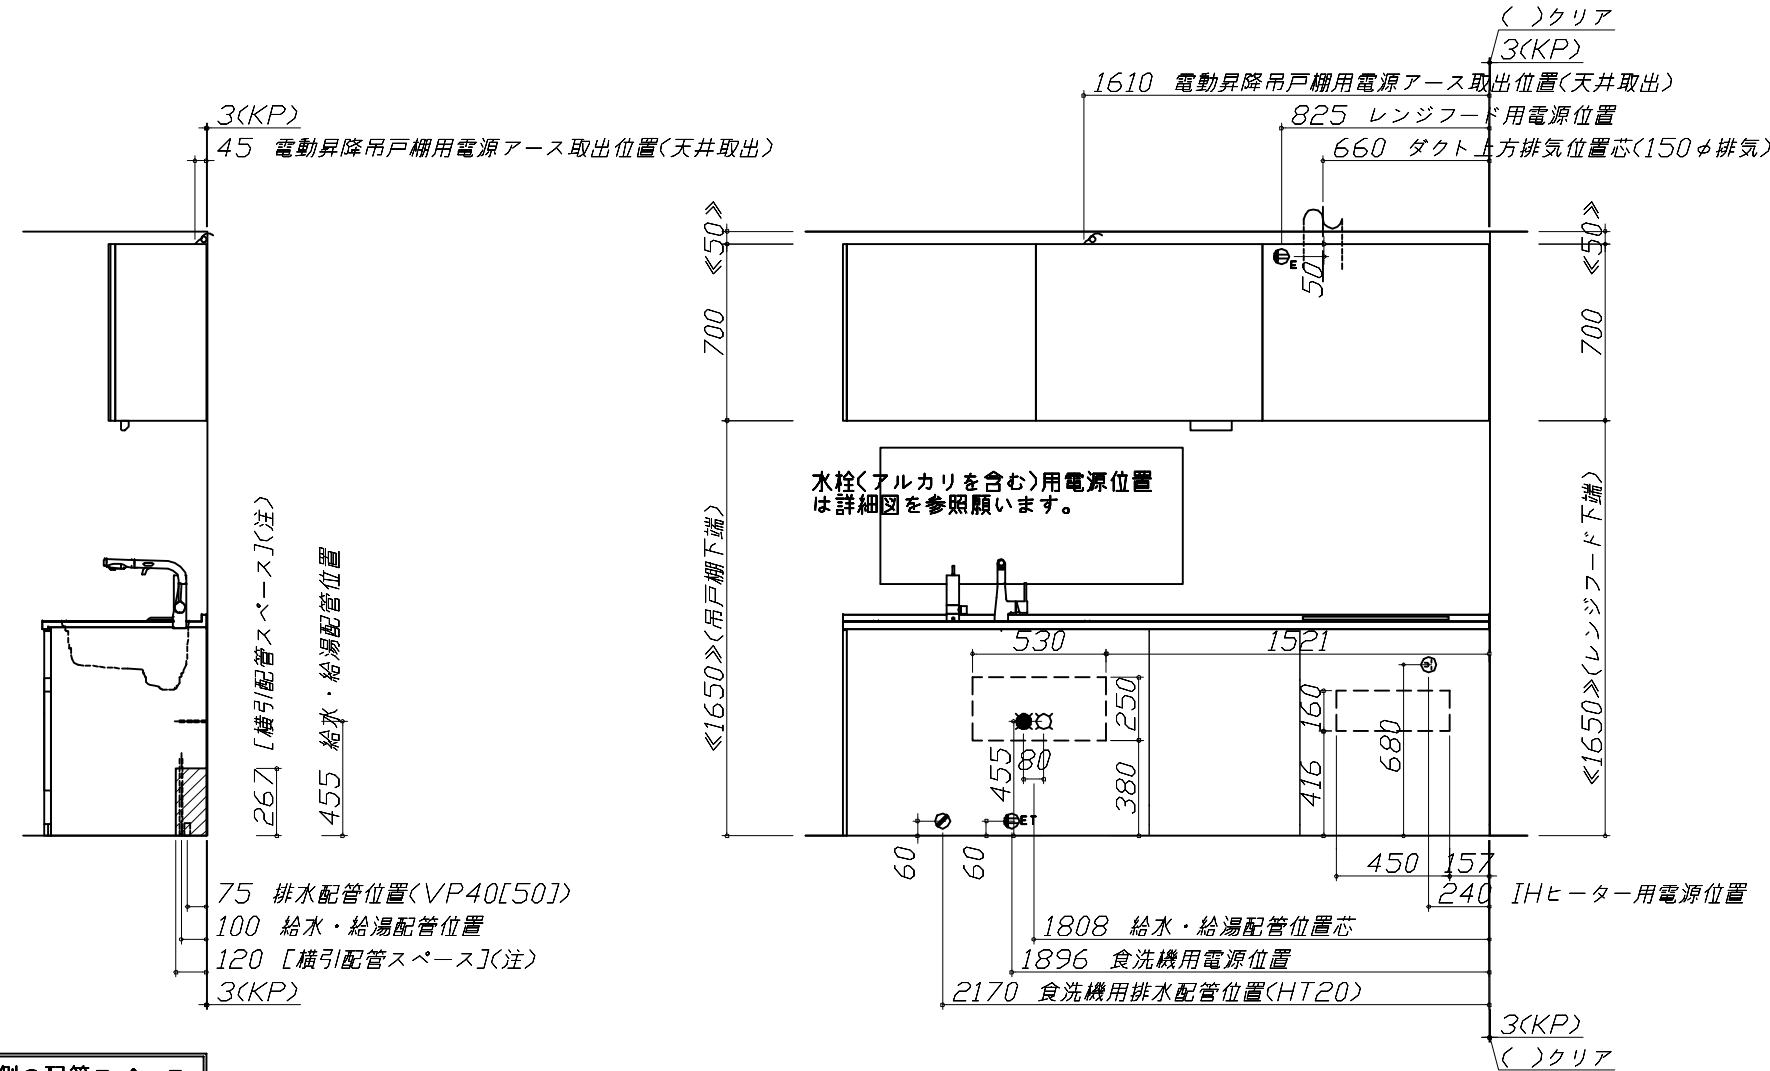 ( )クリア
3(KP)
1610 電動昇降吊戸棚用電源アース取出位置(天井取出)
825 レンジフード用電源位置
660 ダクト上方排気位置芯(150φ排気)
3(KP)
45 電動昇降吊戸棚用電源アース取出位置(天井取出)
≪50≫
700
≪1650≫(吊戸棚下端)
E
50
≪50≫
700
≪1650≫(レンジフード下端)
水栓(アルカリを含む)用電源位置
は詳細図を参照願います。
267 [横引配管スペース](注)
455 給水・給湯配管位置
530
1521
250
380
455
80
160
416
680
ET
60
60
450
157
240 IHヒーター用電源位置
75 排水配管位置(VP40[50])
100 給水・給湯配管位置
120 [横引配管スペース](注)
3(KP)
1808 給水・給湯配管位置芯
1896 食洗機用電源位置
2170 食洗機用排水配管位置(HT20)
3(KP)
( )クリア